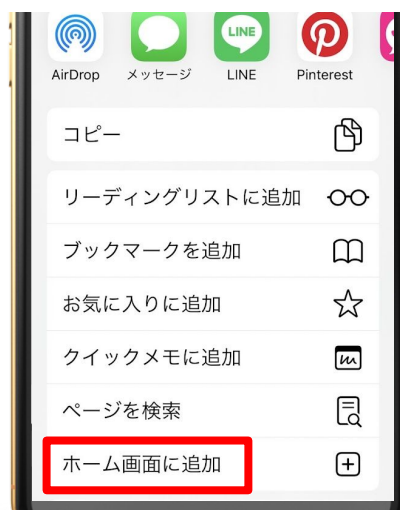 AirDrop メッセージ LINE Pinterest
コピー
リーディングリストに追加
ブックマークを追加
お気に入りに追加
クイックメモに追加
ページを検索
ホーム画面に追加